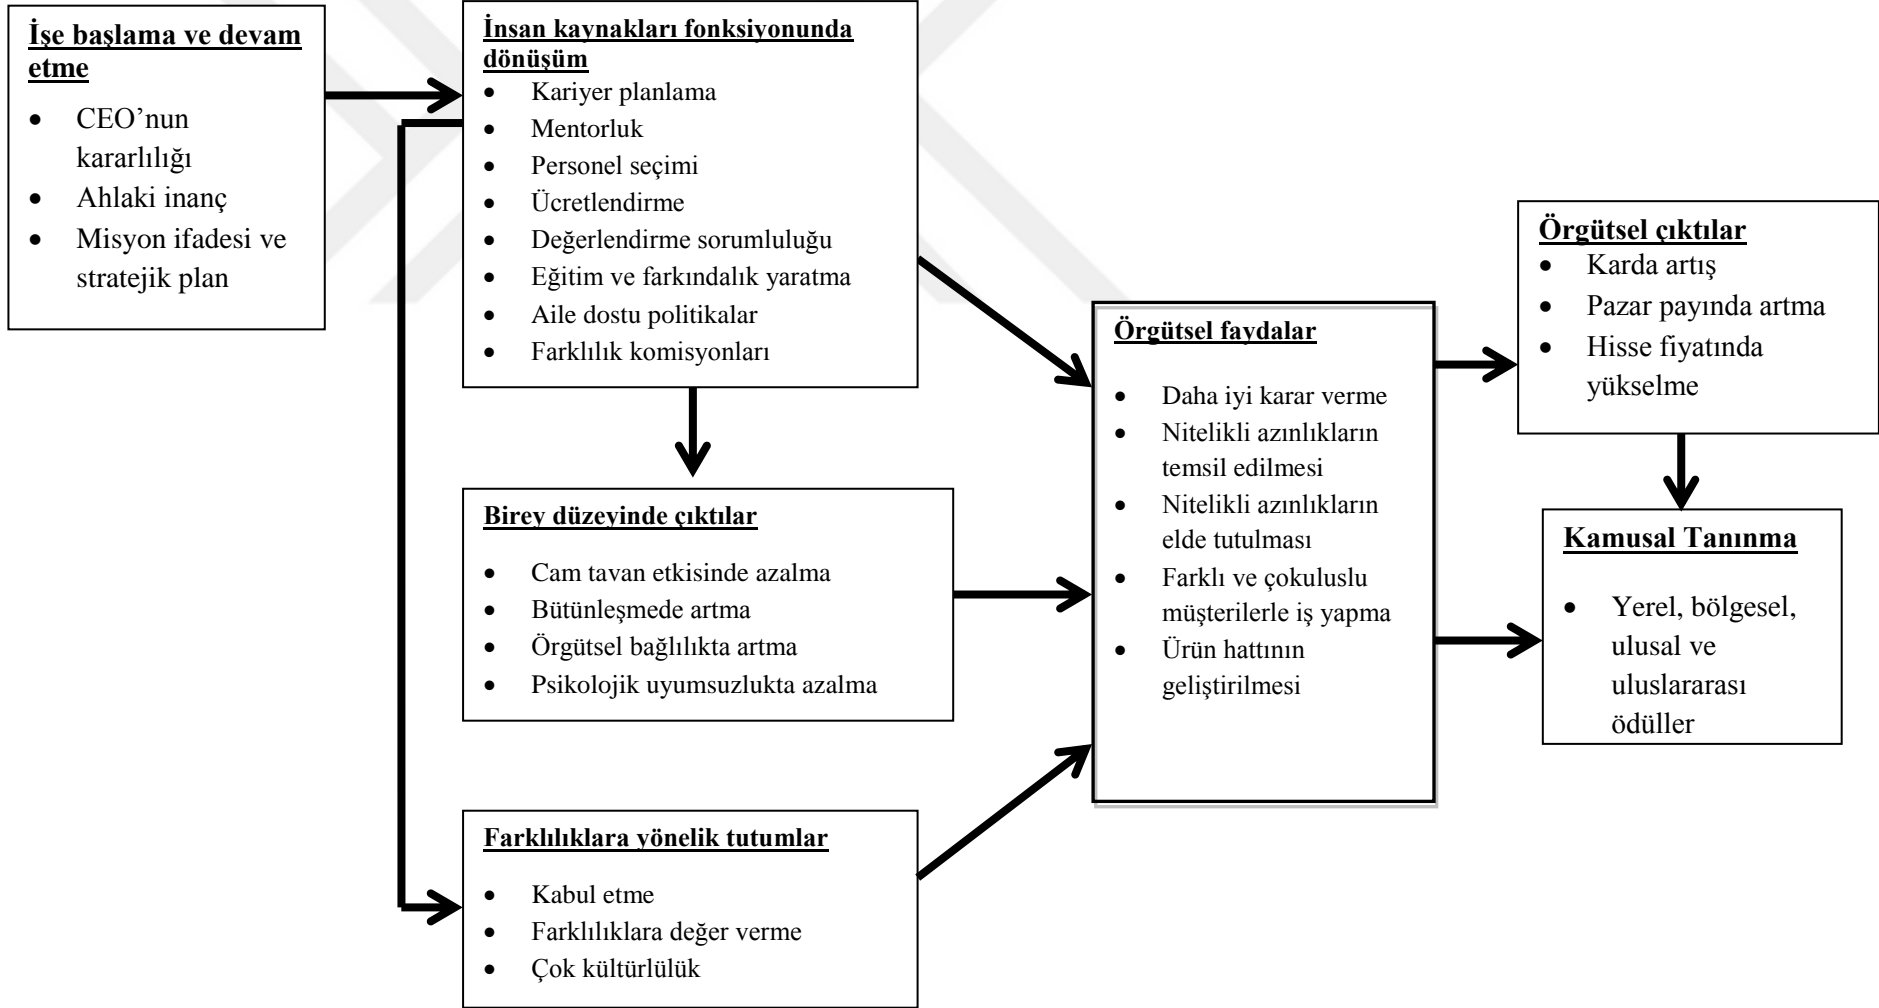 İşe başlama ve devam
etme
• CEO’nun
kararlılığı
• Ahlaki inanç
• Misyon ifadesi ve
stratejik plan
İnsan kaynakları fonksiyonunda
dönüşüm
• Kariyer planlama
• Mentorluk
• Personel seçimi
• Ücretlendirme
• Değerlendirme sorumluluğu
• Eğitim ve farkındalık yaratma
• Aile dostu politikalar
• Farklılık komisyonları
Birey düzeyinde çıktılar
• Cam tavan etkisinde azalma
• Bütünleşmede artma
• Örgütsel bağlılıkta artma
• Psikolojik uyumsuzlukta azalma
Farklılıklara yönelik tutumlar
• Kabul etme
• Farklılıklara değer verme
• Çok kültürlülük
Örgütsel faydalar
• Daha iyi karar verme
• Nitelikli azınlıkların
temsil edilmesi
• Nitelikli azınlıkların
elde tutulması
• Farklı ve çokuluslu
müşterilerle iş yapma
• Ürün hattının
geliştirilmesi
Örgütsel çıktılar
• Karda artış
• Pazar payında artma
• Hisse fiyatında
yükselme
Kamusal Tanınma
• Yerel, bölgesel,
ulusal ve
uluslararası
ödüller